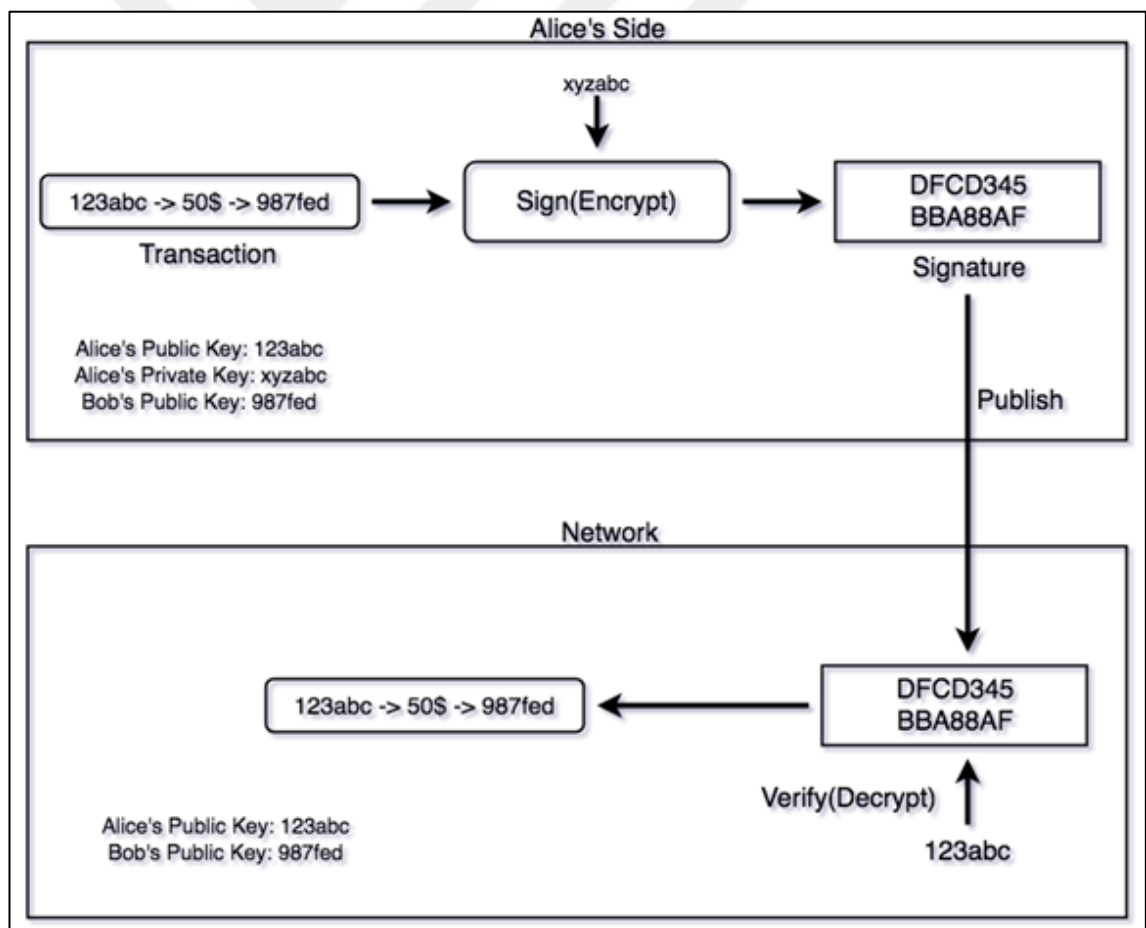 Alice's Side
xyzabc
123abc -> 50$ -> 987fed
Sign(Encrypt)
DFCD345
BBA88AF
Transaction
Signature
Alice's Public Key: 123abc
Alice's Private Key: xyzabc
Bob's Public Key: 987fed
Publish
Network
123abc -> 50$ -> 987fed
DFCD345
BBA88AF
Verify(Decrypt)
123abc
Alice's Public Key: 123abc
Bob's Public Key: 987fed